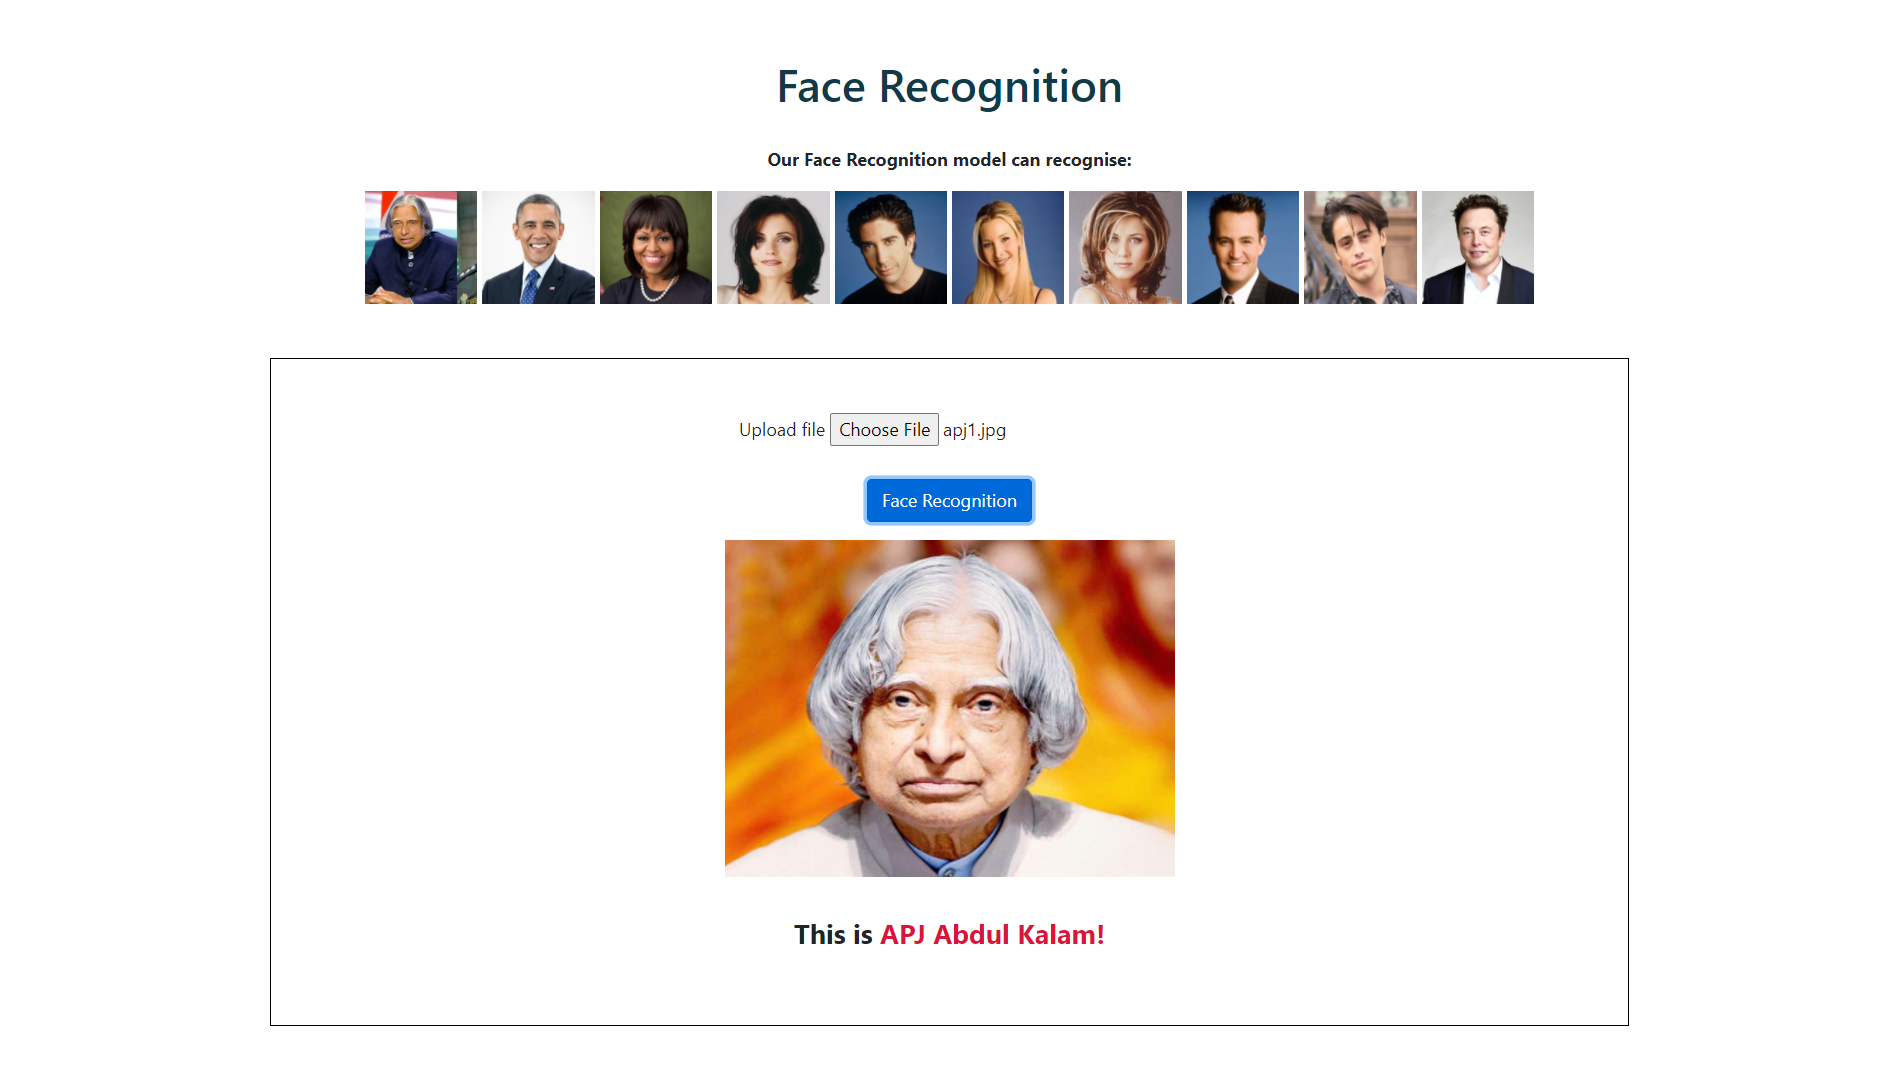 Face Recognition
Our Face Recognition model can recognise:
Upload file Choose File apj1.jpg
Face Recognition
This is APJ Abdul Kalam!